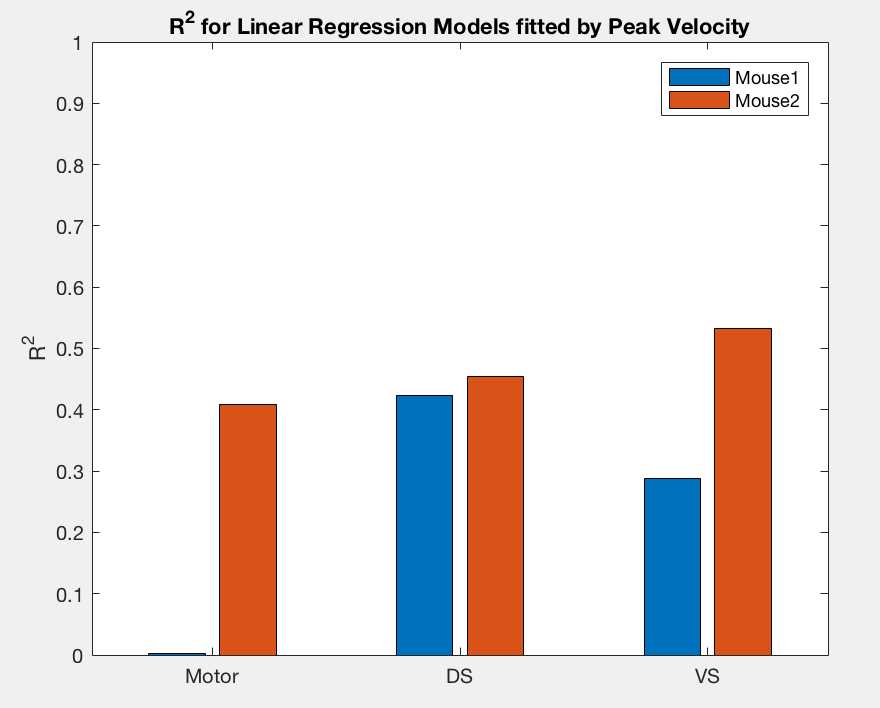 R² for Linear Regression Models fitted by Peak Velocity
Mouse1
Mouse2
1
0.9
0.8
0.7
0.6
0.5
0.4
0.3
0.2
0.1
0
R²
Motor DS VS